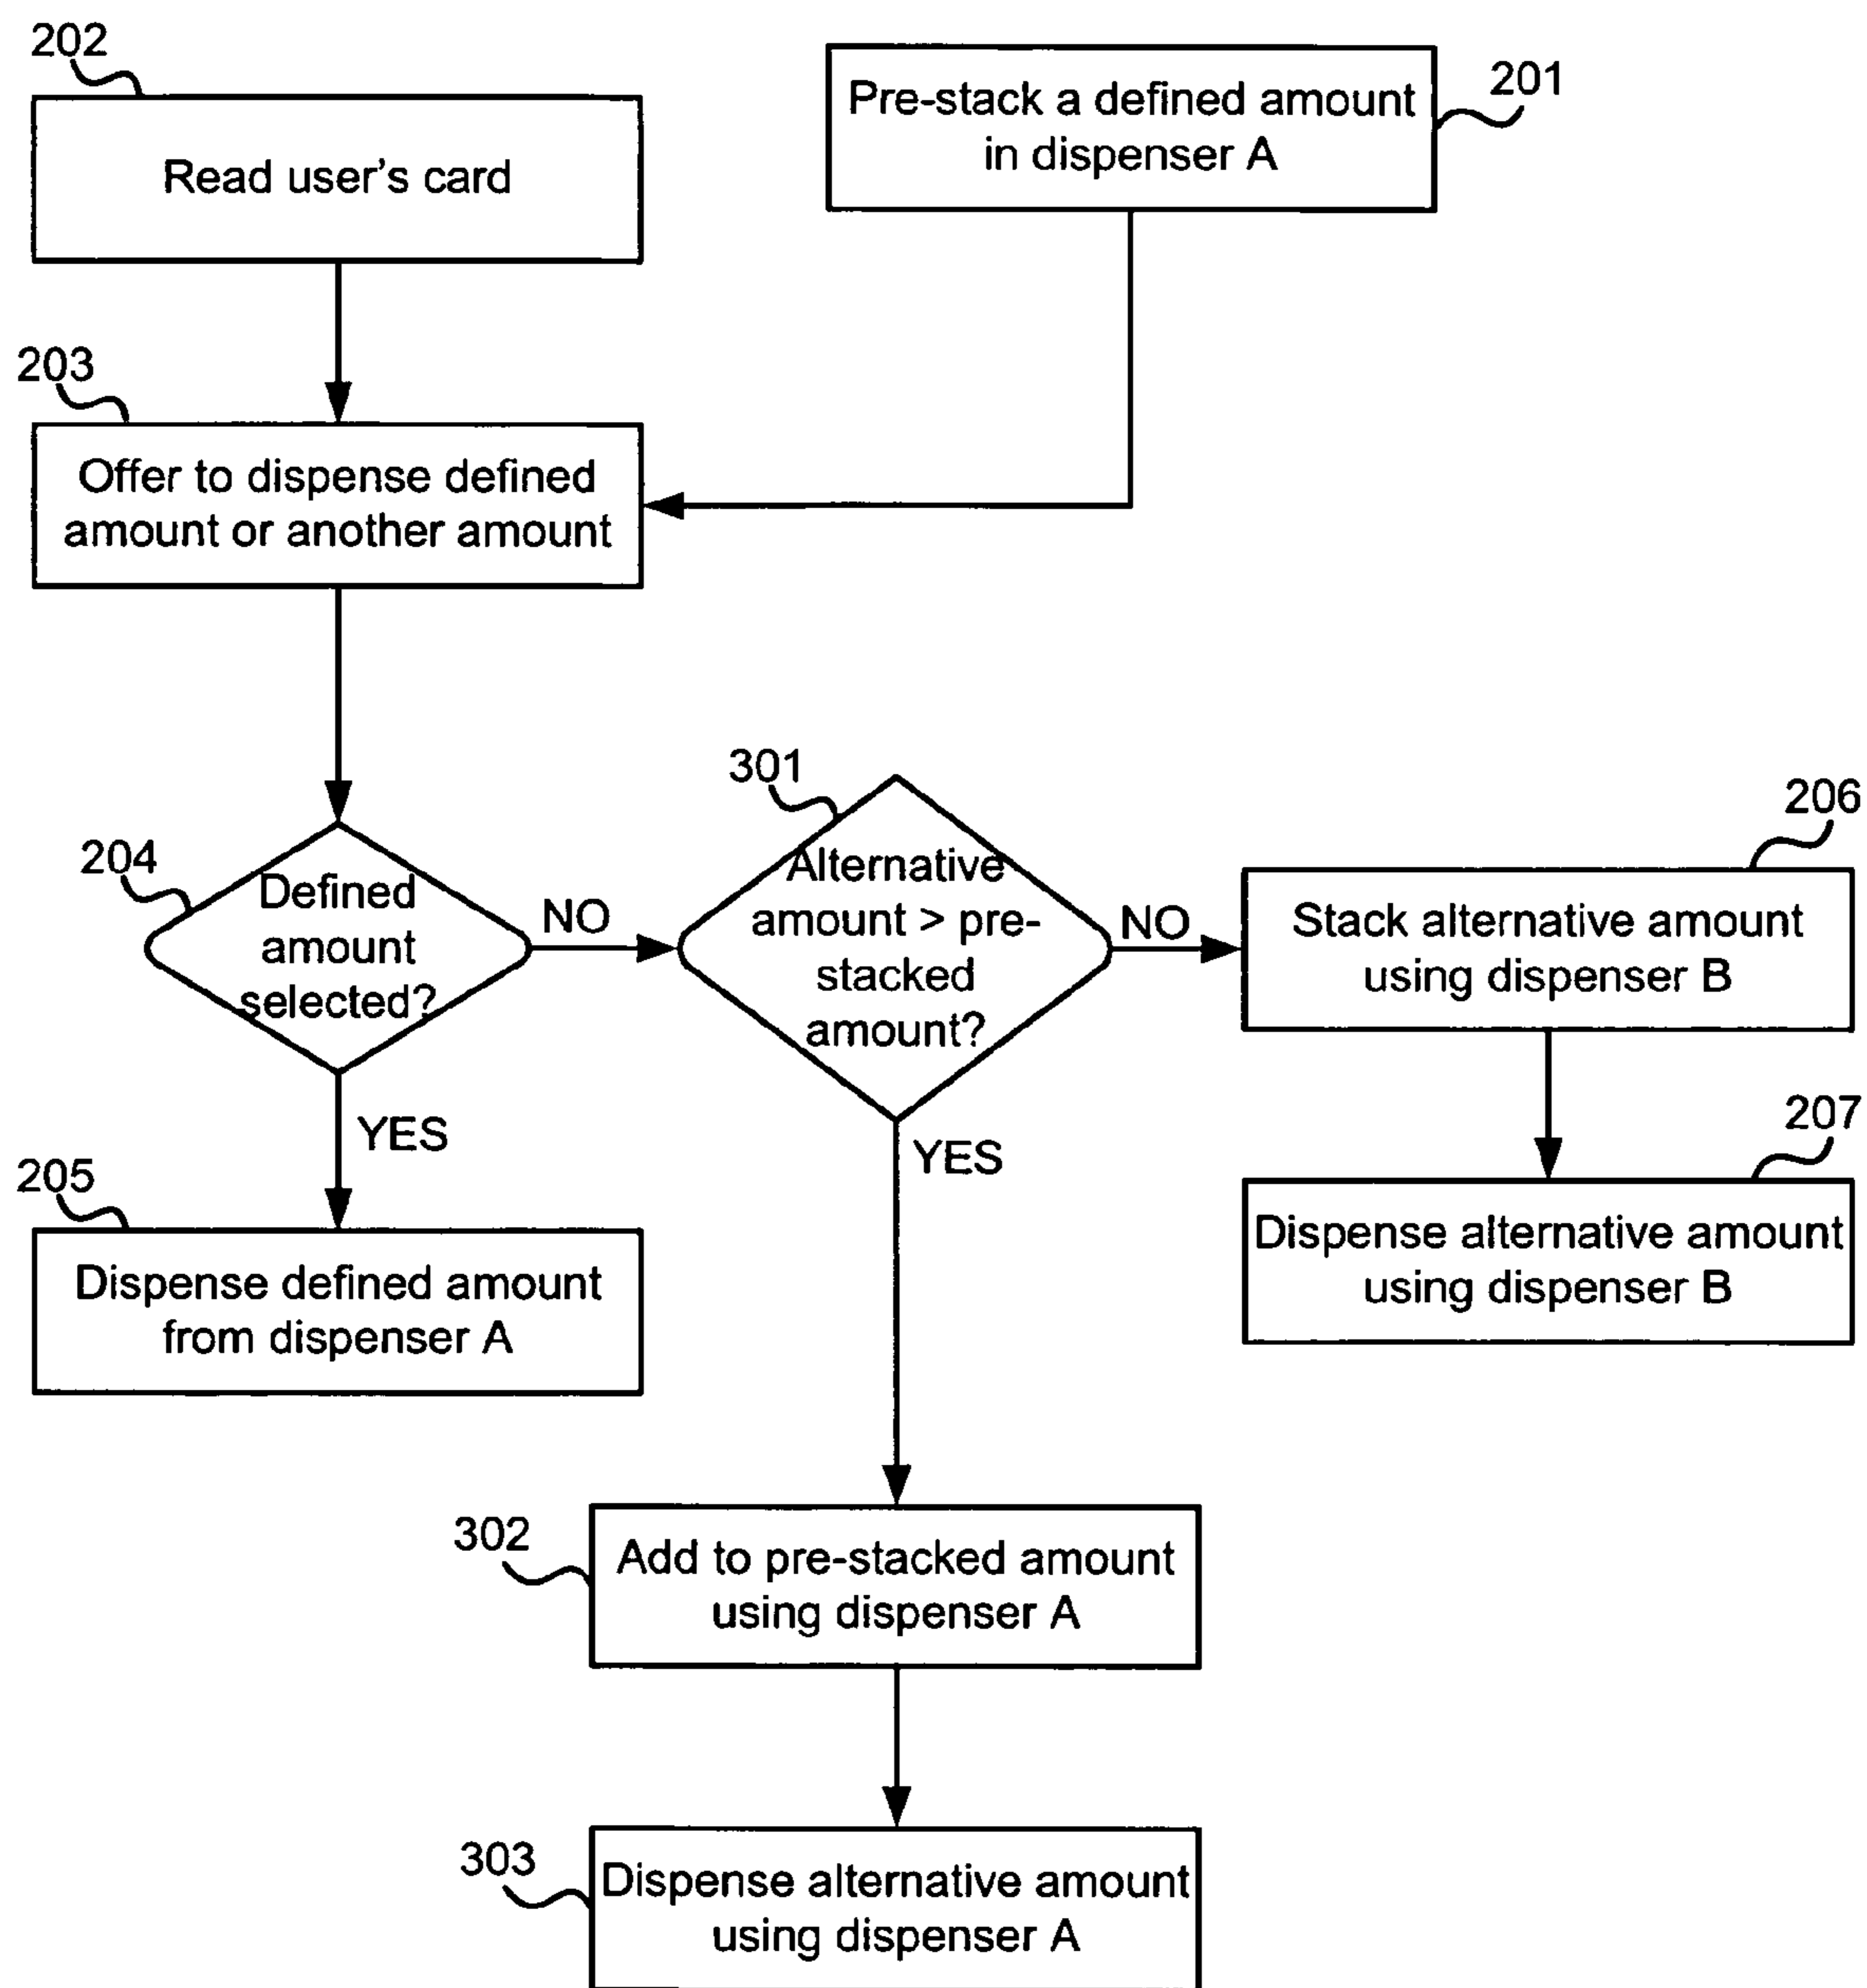 202
Read user's card
Pre-stack a defined amount
in dispenser A
201
203
Offer to dispense defined
amount or another amount
204
Defined
amount
selected?
NO
YES
301
Alternative
amount > pre-
stacked
amount?
NO
YES
206
Stack alternative amount
using dispenser B
207
Dispense alternative amount
using dispenser B
205
Dispense defined amount
from dispenser A
302
Add to pre-stacked amount
using dispenser A
303
Dispense alternative amount
using dispenser A